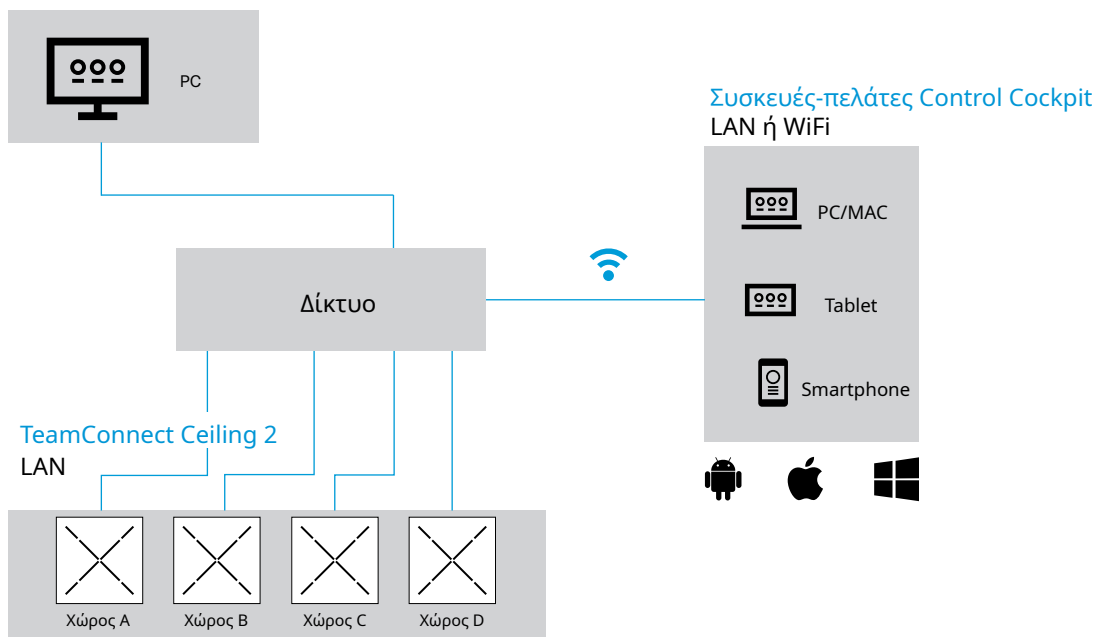 PC
Συσκευές-πελάτες Control Cockpit
LAN ή WiFi
PC/MAC
Tablet
Smartphone
Δίκτυο
TeamConnect Ceiling 2
LAN
Χώρος A
Χώρος B
Χώρος C
Χώρος D